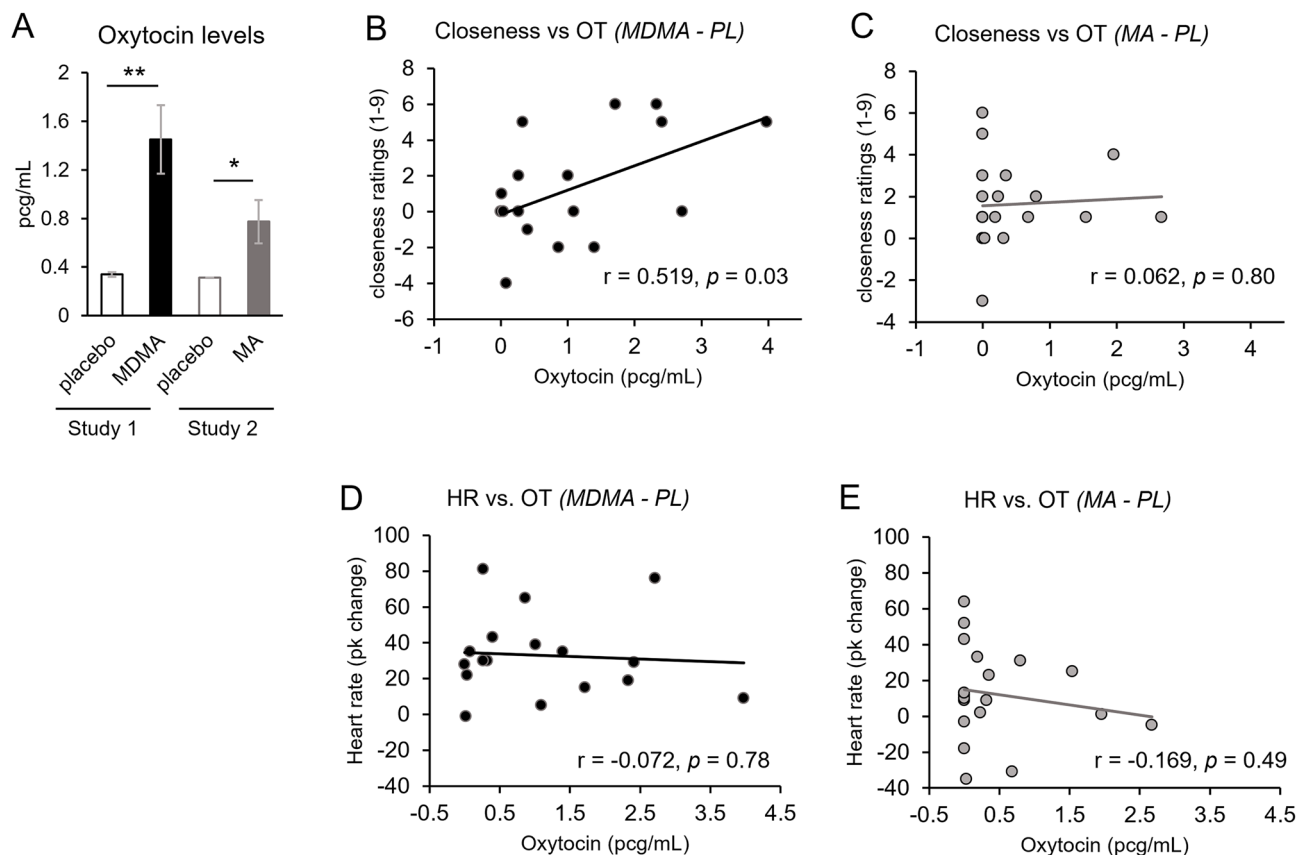 A
Oxytocin levels
pcg/mL
2
1.6
1.2
0.8
0.4
0
**
*
placebo
MDMA
placebo
MA
Study 1
Study 2
B
Closeness vs OT (MDMA - PL)
closeness ratings (1-9)
8
6
4
2
0
-2
-4
-6
r = 0.519, p = 0.03
-1 0 1 2 3 4
Oxytocin (pcg/mL)
C
Closeness vs OT (MA - PL)
closeness ratings (1-9)
8
6
4
2
0
-2
-4
r = 0.062, p = 0.80
-1 0 1 2 3 4
Oxytocin (pcg/mL)
D
HR vs. OT (MDMA - PL)
Heart rate (pk change)
100
80
60
40
20
0
-20
-40
r = -0.072, p = 0.78
-0.5 0.5 1.5 2.5 3.5 4.5
Oxytocin (pcg/mL)
E
HR vs. OT (MA - PL)
Heart rate (pk change)
100
80
60
40
20
0
-20
-40
r = -0.169, p = 0.49
-0.5 0.5 1.5 2.5 3.5 4.5
Oxytocin (pcg/mL)